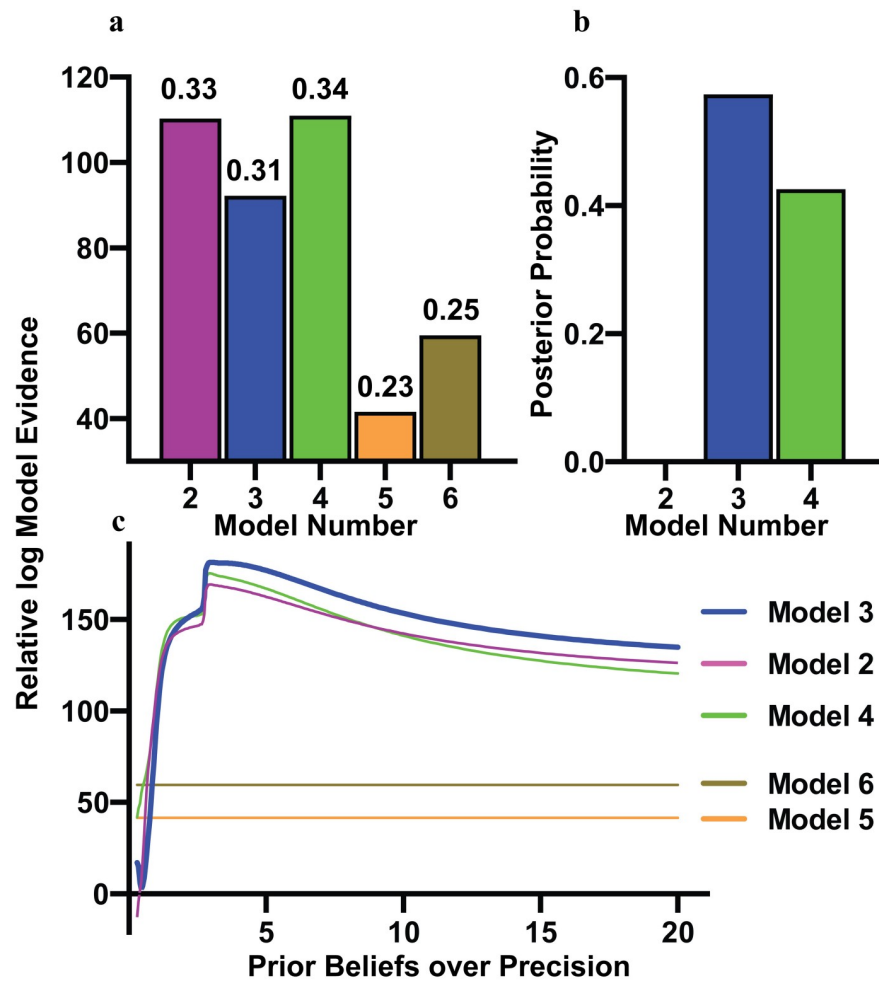 a
b
Relative log Model Evidence
120
100
80
60
40
0.33
0.31
0.34
0.23
0.25
2 3 4 5 6
Model Number
Posterior Probability
0.6
0.4
0.2
0.0
2 3 4
Model Number
c
150
100
50
0
5 10 15 20
Prior Beliefs over Precision
Model 3
Model 2
Model 4
Model 6
Model 5